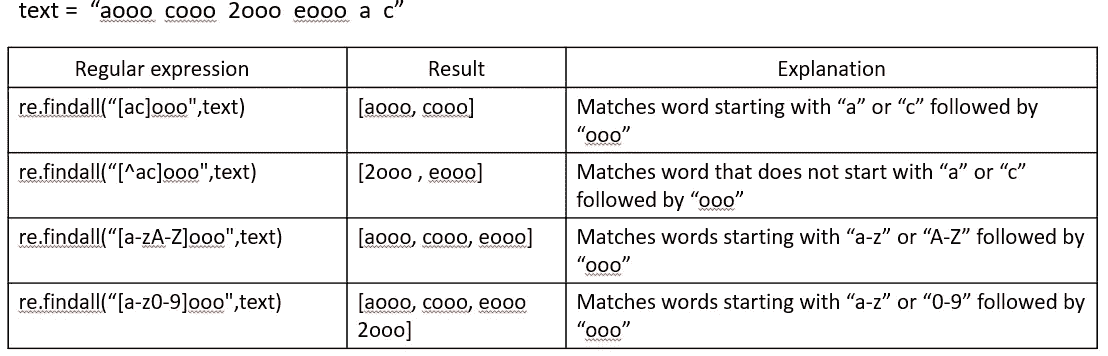 text = “aooo cooo 2ooo eooo a c”
Regular expression Result Explanation
re.findall(“[ac]ooo",text) [aooo, cooo] Matches word starting with “a” or “c” followed by
“ooo”
re.findall(“[^ac]ooo",text) [2ooo , eooo] Matches word that does not start with “a” or “c”
followed by “ooo”
re.findall(“[a-zA-Z]ooo",text) [aooo, cooo, eooo] Matches words starting with “a-z” or “A-Z” followed by
“ooo”
re.findall(“[a-z0-9]ooo",text) [aooo, cooo, eooo Matches words starting with “a-z” or “0-9” followed by
2ooo] “ooo”